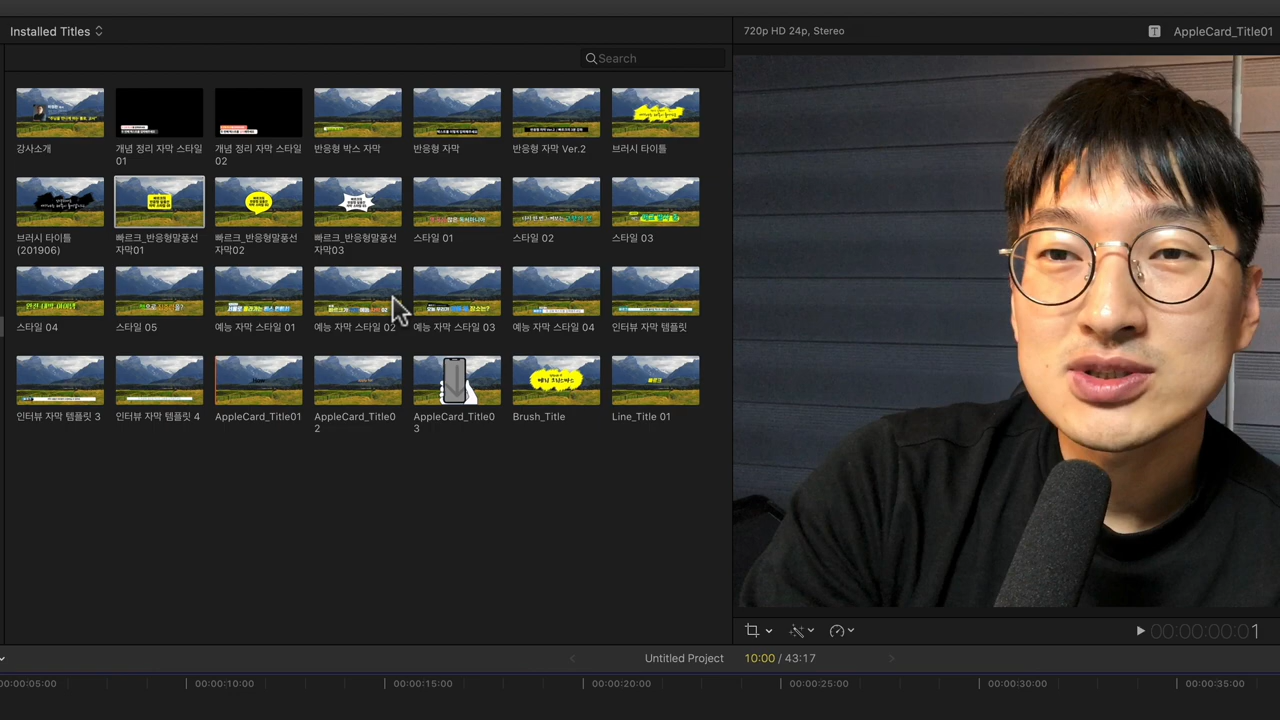 Installed Titles
720p HD 24p, Stereo
AppleCard_Title01
Search
강사소개
개념 정리 자막 스타일
01
개념 정리 자막 스타일
02
반응형 박스 자막
반응형 자막
반응형 자막 Ver.2
브러시 타이틀
브러시 타이틀
(201906)
빠르크_반응형말풍선
자막01
빠르크_반응형말풍선
자막02
빠르크_반응형말풍선
자막03
스타일 01
스타일 02
스타일 03
스타일 04
스타일 05
예능 자막 스타일 01
예능 자막 스타일 02
예능 자막 스타일 03
예능 자막 스타일 04
인터뷰 자막 템플릿
인터뷰 자막 템플릿 3
인터뷰 자막 템플릿 4
AppleCard_Title01
AppleCard_Title0
2
AppleCard_Title0
3
Brush_Title
Line_Title 01
00:00:00:01
Untitled Project
10:00 / 43:17
00:00:05:00
00:00:10:00
00:00:15:00
00:00:20:00
00:00:25:00
00:00:30:00
00:00:35:00